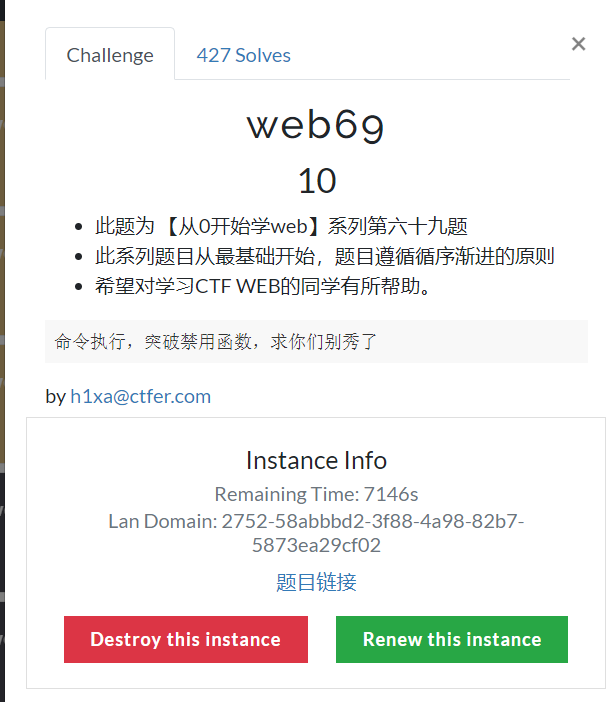 Challenge
427 Solves
×
web69
10
此题为 【从0开始学web】系列第六十九题
此系列题目从最基础开始，题目遵循循序渐进的原则
希望对学习CTF WEB的同学有所帮助。
命令执行，突破禁用函数，求你们别秀了
by h1xa@ctfer.com
Instance Info
Remaining Time: 7146s
Lan Domain: 2752-58abbbd2-3f88-4a98-82b7-
5873ea29cf02
题目链接
Destroy this instance
Renew this instance